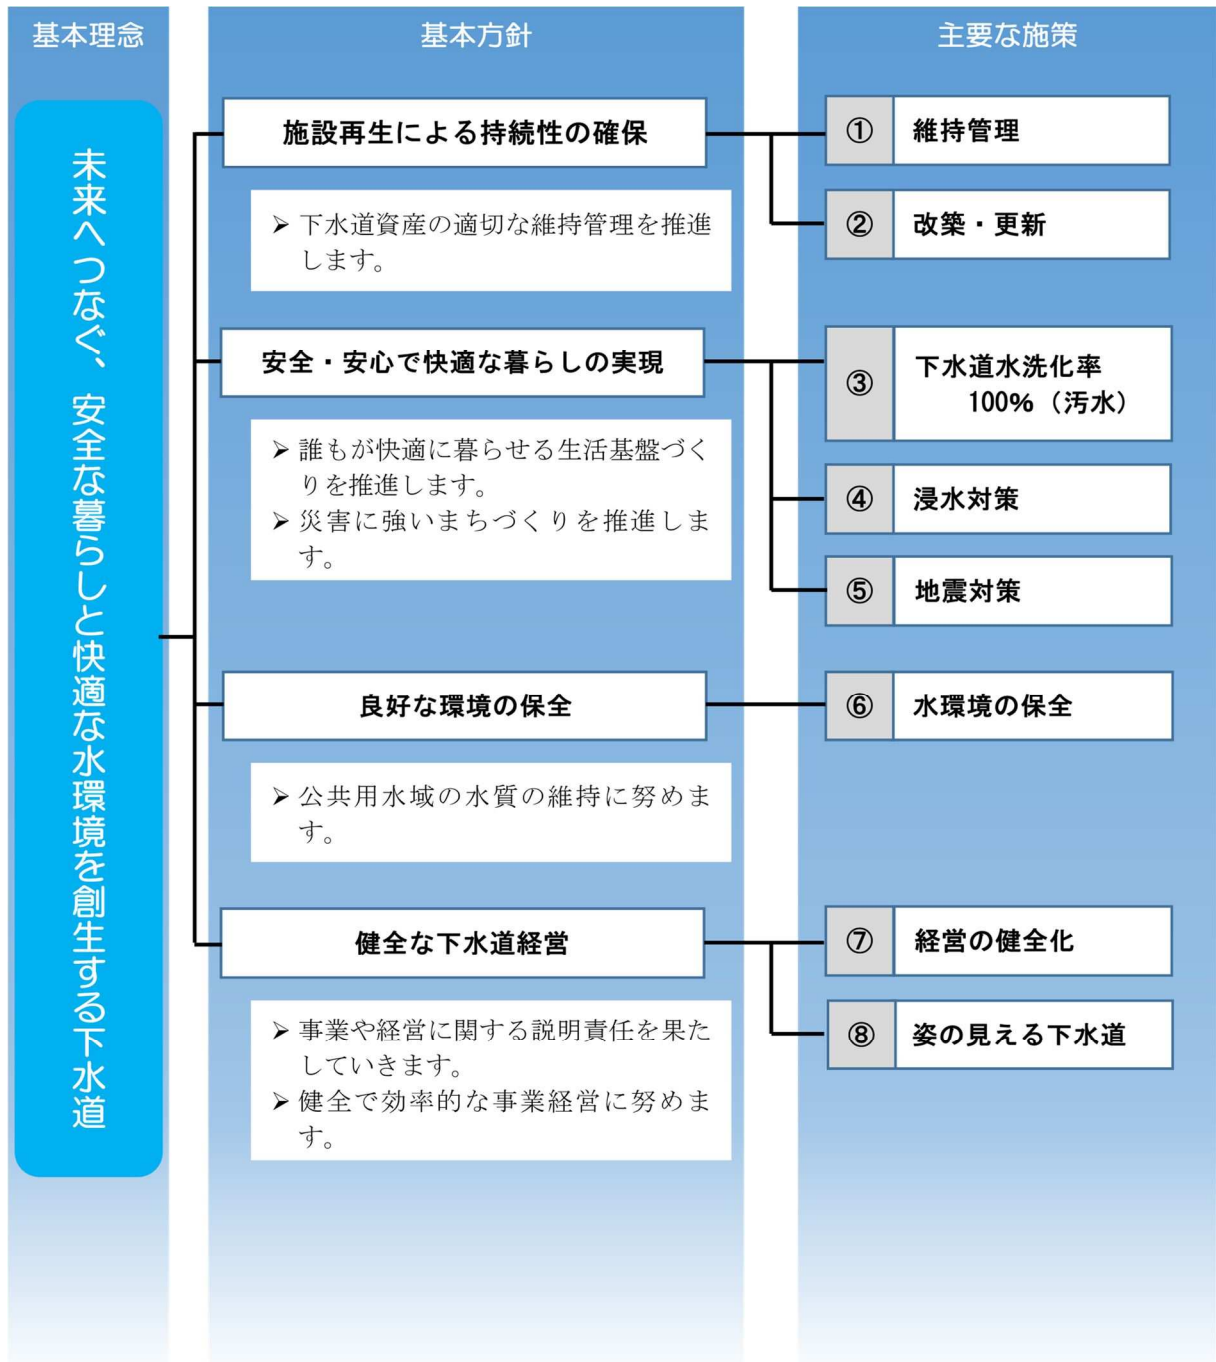 基本理念
基本方針
主要な施策
未来へつなぐ、安全な暮らしと快適な水環境を創生する下水道
施設再生による持続性の確保
➢ 下水道資産の適切な維持管理を推進
します。
① 維持管理
② 改築・更新
安全・安心で快適な暮らしの実現
➢ 誰もが快適に暮らせる生活基盤づく
りを推進します。
➢ 災害に強いまちづくりを推進しま
す。
③ 下水道水洗化率
100%（汚水）
④ 浸水対策
⑤ 地震対策
良好な環境の保全
➢ 公共用水域の水質の維持に努めま
す。
⑥ 水環境の保全
健全な下水道経営
➢ 事業や経営に関する説明責任を果た
していきます。
➢ 健全で効率的な事業経営に努めま
す。
⑦ 経営の健全化
⑧ 姿の見える下水道